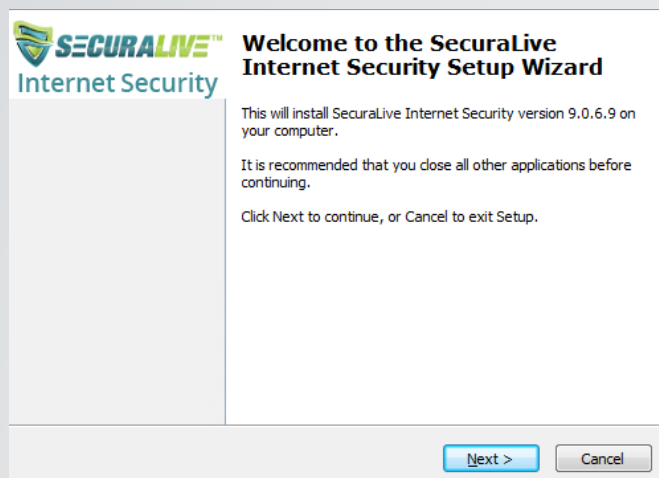 SECURALIVE™
Internet Security
Welcome to the SecuraLive
Internet Security Setup Wizard
This will install SecuraLive Internet Security version 9.0.6.9 on
your computer.
It is recommended that you close all other applications before
continuing.
Click Next to continue, or Cancel to exit Setup.
Next >
Cancel